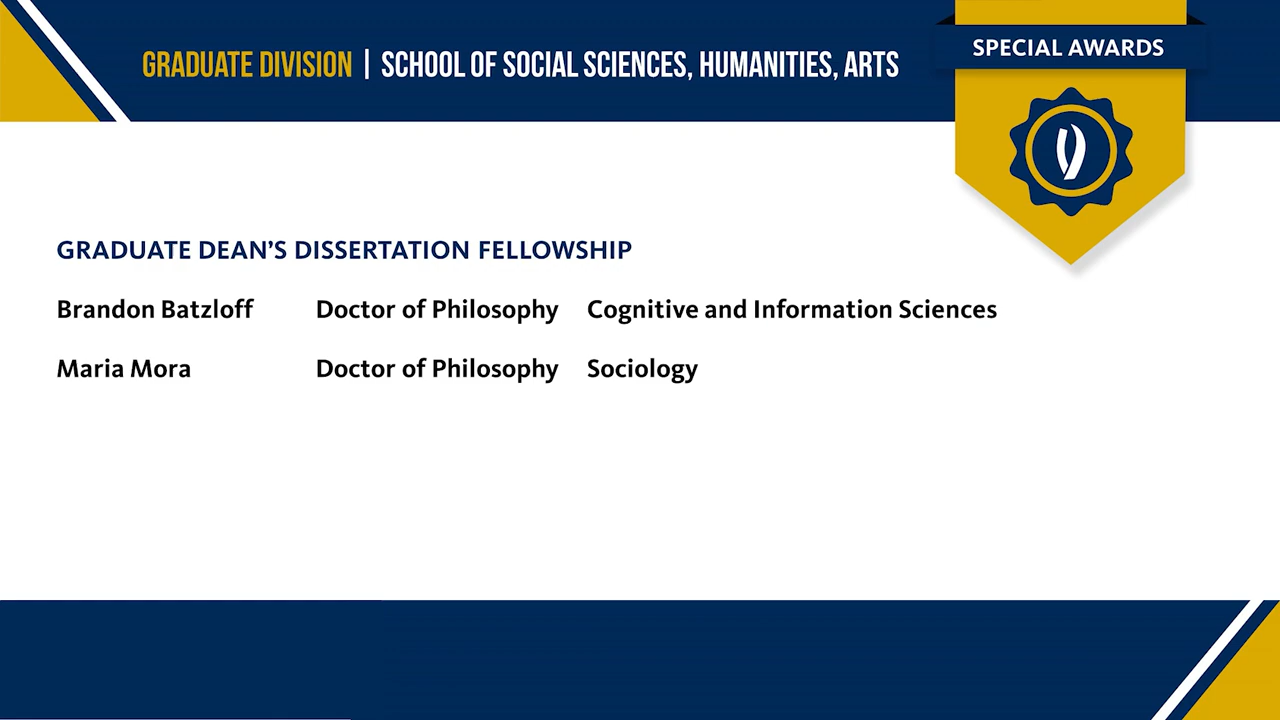 GRADUATE DIVISION | SCHOOL OF SOCIAL SCIENCES, HUMANITIES, ARTS
SPECIAL AWARDS
GRADUATE DEAN’S DISSERTATION FELLOWSHIP
Brandon Batzloff Doctor of Philosophy Cognitive and Information Sciences
Maria Mora Doctor of Philosophy Sociology